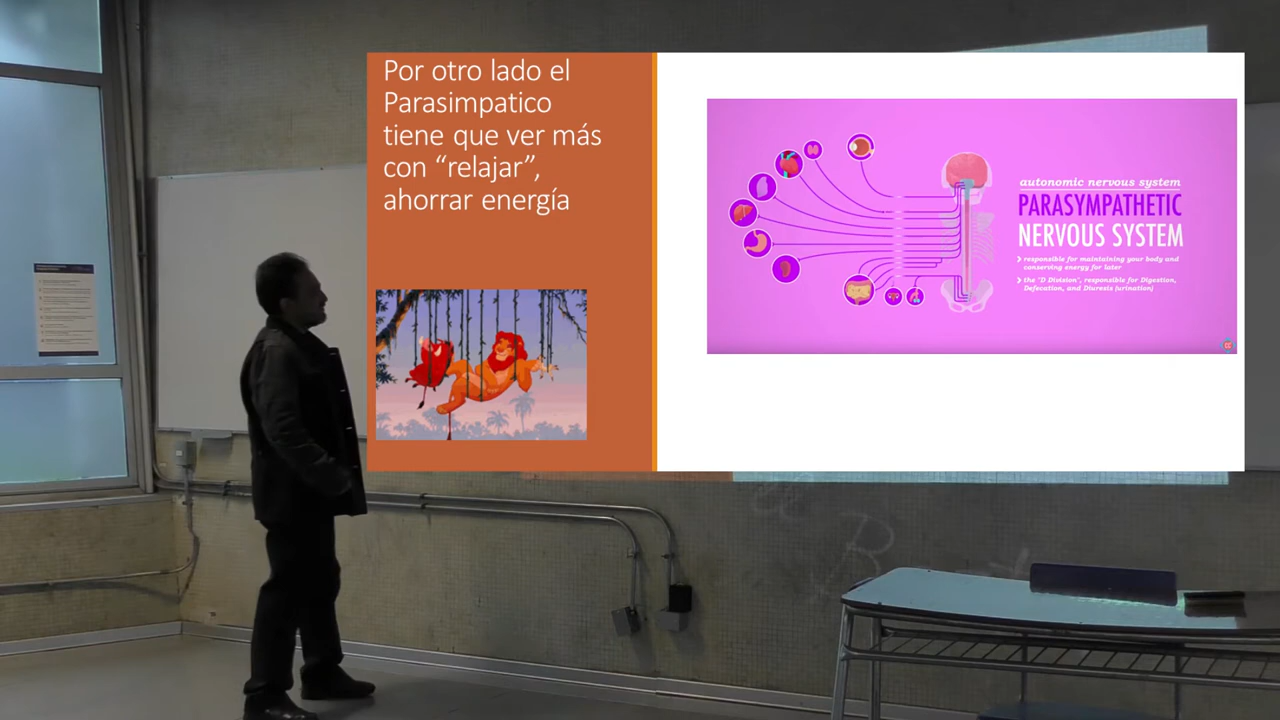 Por otro lado el
Parasimpatico
tiene que ver más
con “relajar”,
ahorrar energía
autonomic nervous system
PARASYMPATHETIC
NERVOUS SYSTEM
responsible for maintaining your body and
conserving energy for later
the "D Division", responsible for Digestion,
Defecation, and Diuresis (urination)
CC
B